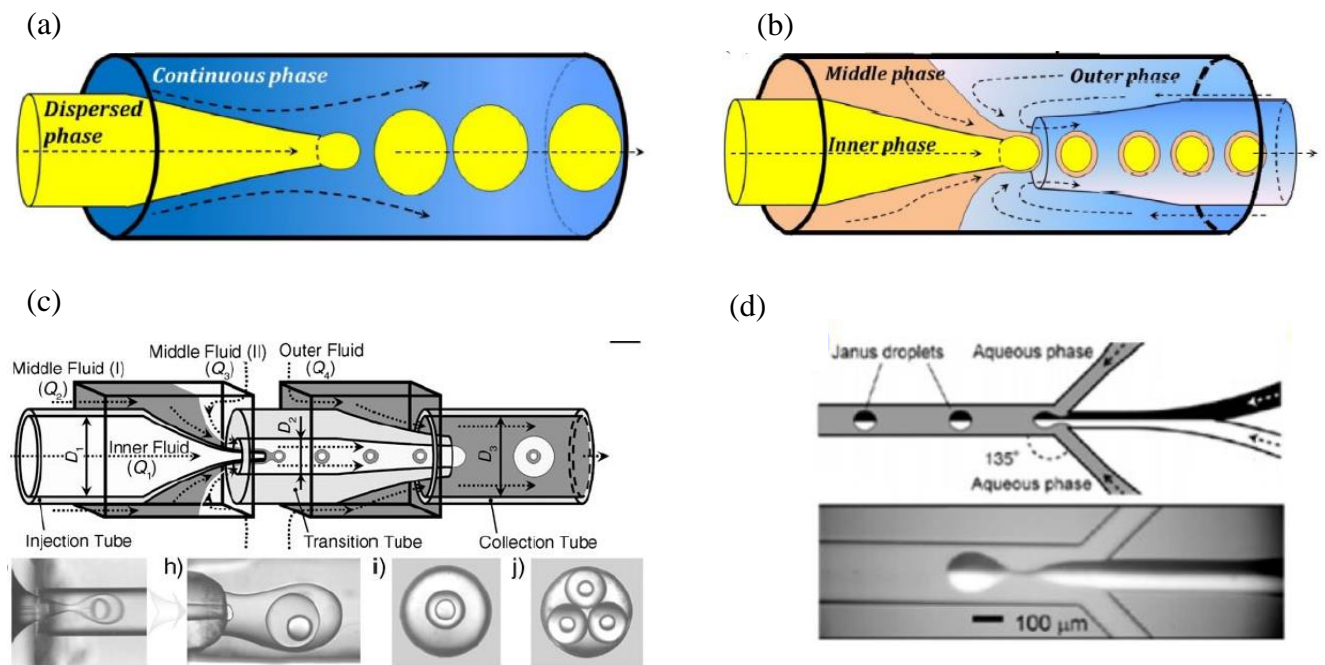 (a)
Continuous phase
Dispersed
phase
(b)
Middle phase
Outer phase
Inner phase
(c)
Middle Fluid (I)
(Q2)
Middle Fluid (II)
(Q3)
Outer Fluid
(Q4)
D1
Inner Fluid
(Q1)
D2
D3
Injection Tube
Transition Tube
Collection Tube
h)
i)
j)
(d)
Janus droplets
Aqueous phase
135°
Aqueous phase
100 μm